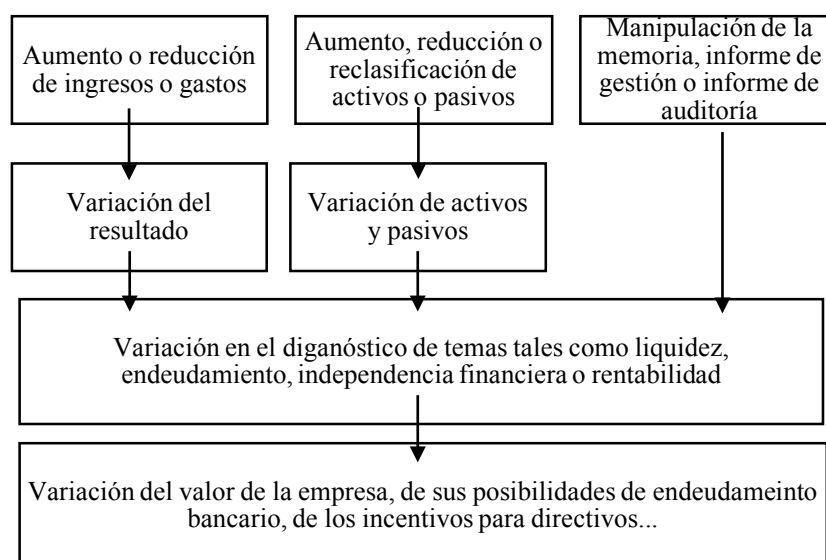 Aumento o reducción
de ingresos o gastos
Aumento, reducción o
reclasificación de
activos o pasivos
Manipulación de la
memoria, informe de
gestión o informe de
auditoría
Variación del
resultado
Variación de activos
y pasivos
Variación en el diganóstico de temas tales como liquidez,
endeudamiento, independencia financiera o rentabilidad
Variación del valor de la empresa, de sus posibilidades de endeudameinto
bancario, de los incentivos para directivos...